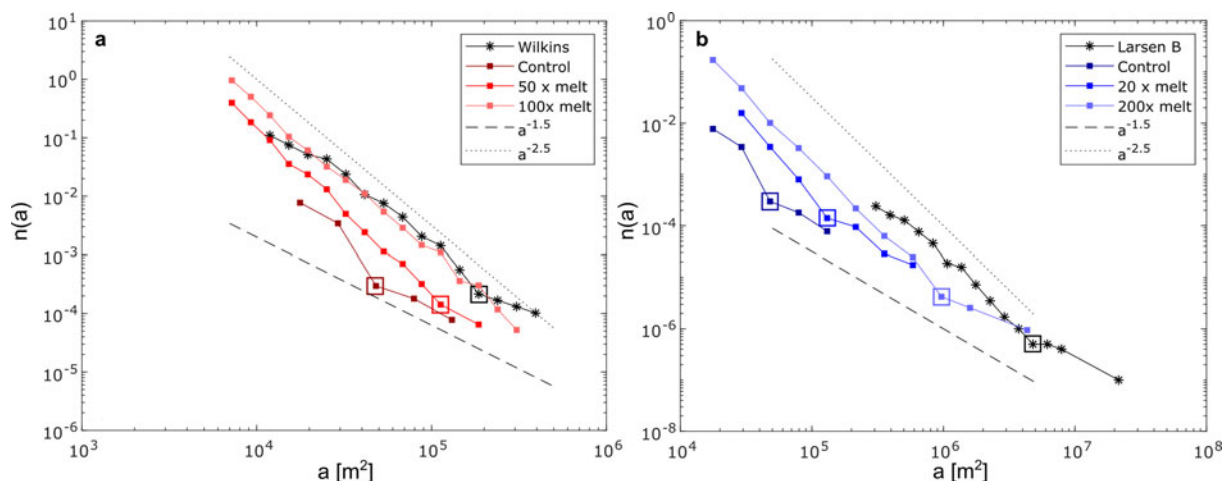 a
Wilkins
Control
50 x melt
100x melt
a^-1.5
a^-2.5
10^1
10^0
10^-1
10^-2
10^-3
10^-4
10^-5
10^-6
n(a)
10^3
10^4
10^5
10^6
a [m^2]
b
Larsen B
Control
20 x melt
200x melt
a^-1.5
a^-2.5
10^0
10^-2
10^-4
10^-6
10^-8
n(a)
10^4
10^5
10^6
10^7
10^8
a [m^2]